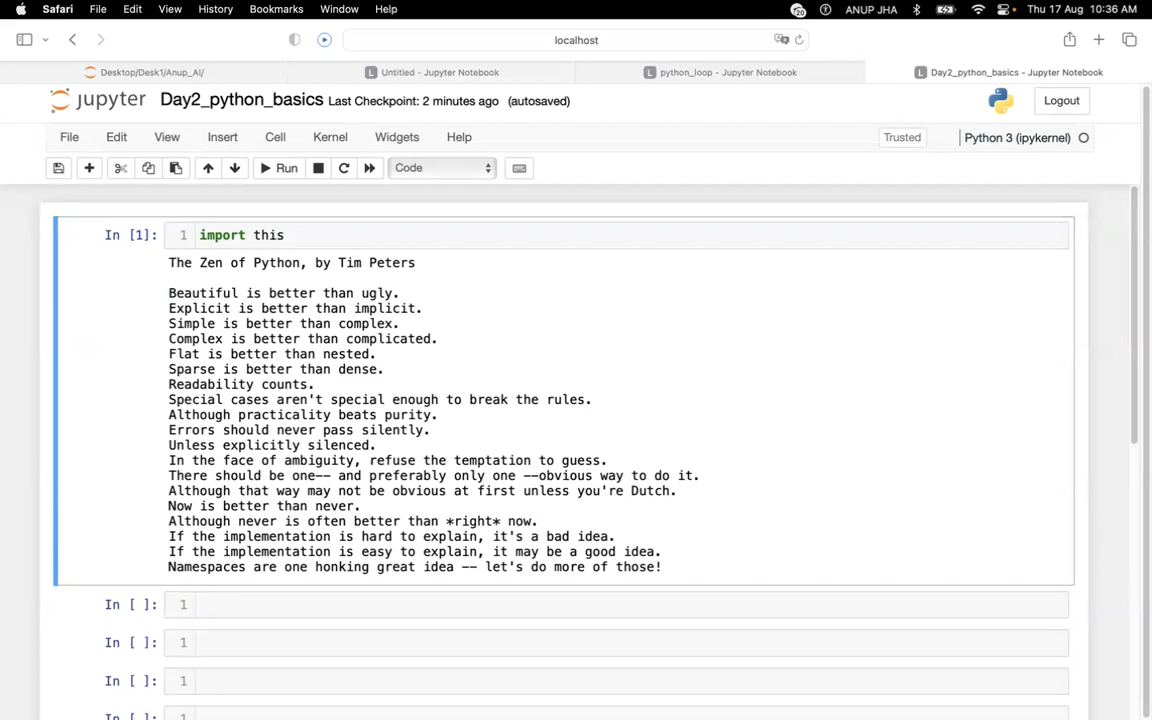 Safari File Edit View History Bookmarks Window Help 20 ANUP JHA Thu 17 Aug 10:36 AM
localhost
Desktop/Desk1/Anup_AI/ Untitled - Jupyter Notebook python_loop - Jupyter Notebook Day2_python_basics - Jupyter Notebook
jupyter Day2_python_basics Last Checkpoint: 2 minutes ago (autosaved) Logout
File Edit View Insert Cell Kernel Widgets Help Trusted Python 3 (ipykernel)
Run Code
In [1]: 1 import this
The Zen of Python, by Tim Peters
Beautiful is better than ugly.
Explicit is better than implicit.
Simple is better than complex.
Complex is better than complicated.
Flat is better than nested.
Sparse is better than dense.
Readability counts.
Special cases aren't special enough to break the rules.
Although practicality beats purity.
Errors should never pass silently.
Unless explicitly silenced.
In the face of ambiguity, refuse the temptation to guess.
There should be one-- and preferably only one --obvious way to do it.
Although that way may not be obvious at first unless you're Dutch.
Now is better than never.
Although never is often better than *right* now.
If the implementation is hard to explain, it's a bad idea.
If the implementation is easy to explain, it may be a good idea.
Namespaces are one honking great idea -- let's do more of those!
In [ ]: 1
In [ ]: 1
In [ ]: 1
In [ ]: 1